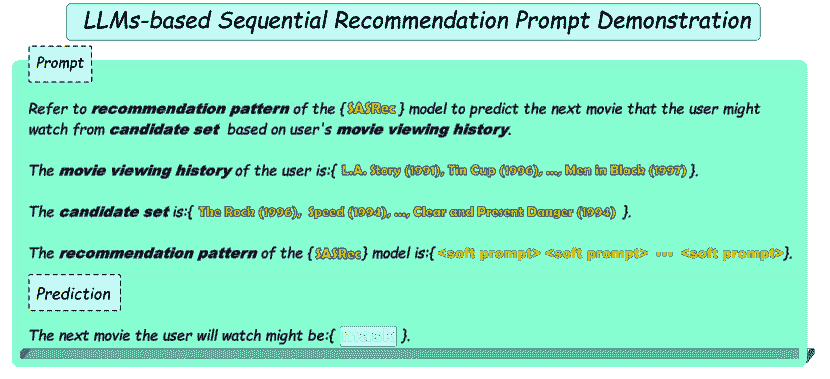 LLMs-based Sequential Recommendation Prompt Demonstration
Prompt
Refer to recommendation pattern of the {SASRec} model to predict the next movie that the user might
watch from candidate set based on user's movie viewing history.
The movie viewing history of the user is:{ L.A. Story (1991), Tin Cup (1996), ..., Men in Black (1997) }.
The candidate set is:{ The Rock (1996), Speed (1994), ..., Clear and Present Danger (1994) }.
The recommendation pattern of the {SASRec} model is:{ <soft prompt> <soft prompt> ... <soft prompt>}.
Prediction
The next movie the user will watch might be:{ }.